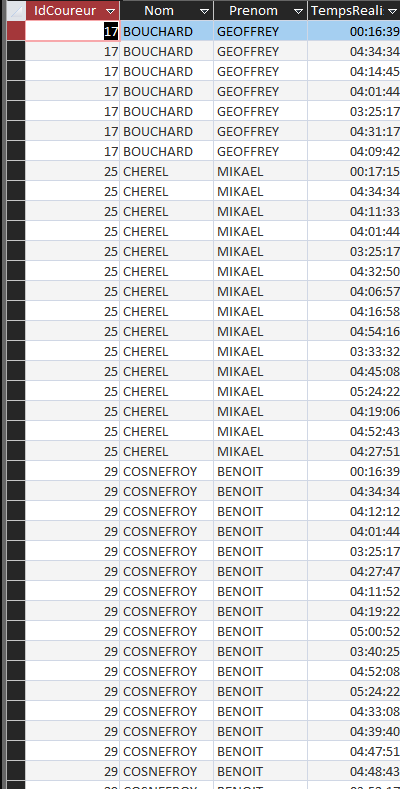 IdCoureur Nom Prenom TempsReali
17 BOUCHARD GEOFFREY 00:16:39
17 BOUCHARD GEOFFREY 04:34:34
17 BOUCHARD GEOFFREY 04:14:45
17 BOUCHARD GEOFFREY 04:01:44
17 BOUCHARD GEOFFREY 03:25:17
17 BOUCHARD GEOFFREY 04:31:17
17 BOUCHARD GEOFFREY 04:09:42
25 CHEREL MIKAEL 00:17:15
25 CHEREL MIKAEL 04:34:34
25 CHEREL MIKAEL 04:11:33
25 CHEREL MIKAEL 04:01:44
25 CHEREL MIKAEL 03:25:17
25 CHEREL MIKAEL 04:32:50
25 CHEREL MIKAEL 04:06:57
25 CHEREL MIKAEL 04:16:58
25 CHEREL MIKAEL 04:54:16
25 CHEREL MIKAEL 03:33:32
25 CHEREL MIKAEL 04:45:08
25 CHEREL MIKAEL 05:24:22
25 CHEREL MIKAEL 04:19:06
25 CHEREL MIKAEL 04:52:43
25 CHEREL MIKAEL 04:27:51
29 COSNEFROY BENOIT 00:16:39
29 COSNEFROY BENOIT 04:34:34
29 COSNEFROY BENOIT 04:12:12
29 COSNEFROY BENOIT 04:01:44
29 COSNEFROY BENOIT 03:25:17
29 COSNEFROY BENOIT 04:27:47
29 COSNEFROY BENOIT 04:11:52
29 COSNEFROY BENOIT 04:19:22
29 COSNEFROY BENOIT 05:00:52
29 COSNEFROY BENOIT 03:40:25
29 COSNEFROY BENOIT 04:52:08
29 COSNEFROY BENOIT 05:24:22
29 COSNEFROY BENOIT 04:33:08
29 COSNEFROY BENOIT 04:39:40
29 COSNEFROY BENOIT 04:47:51
29 COSNEFROY BENOIT 04:48:43
29 COSNEFROY BENOIT